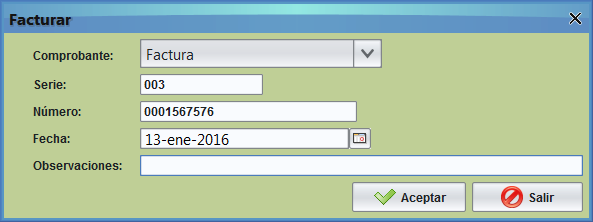 Facturar
Comprobante: Factura
Serie: 003
Número: 0001567576
Fecha: 13-ene-2016
Observaciones:
Aceptar Salir